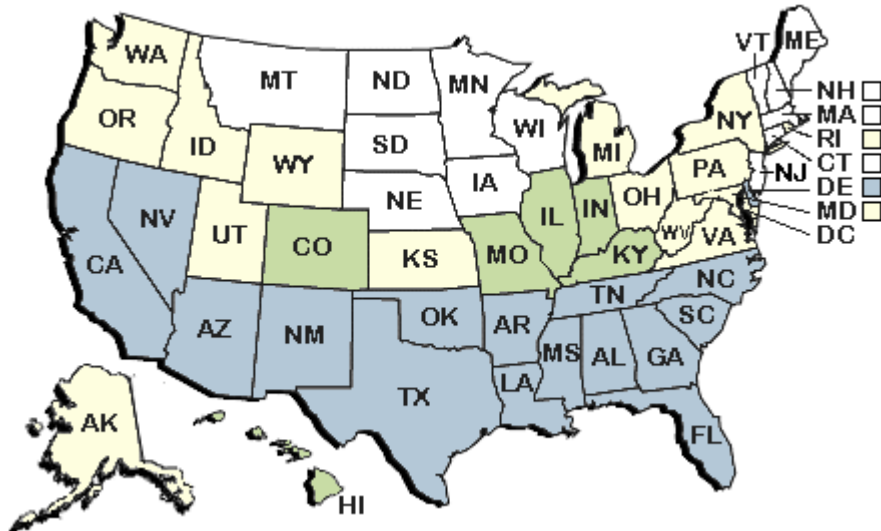 WA
MT
ND
MN
VT
ME
OR
ID
WY
SD
WI
MI
NY
NH
MA
RI
CT
NJ
DE
MD
DC
NV
UT
CO
NE
IA
IL
IN
OH
PA
WV
VA
CA
KS
MO
KY
NC
TN
SC
AZ
NM
OK
AR
MS
AL
GA
LA
TX
FL
AK
HI